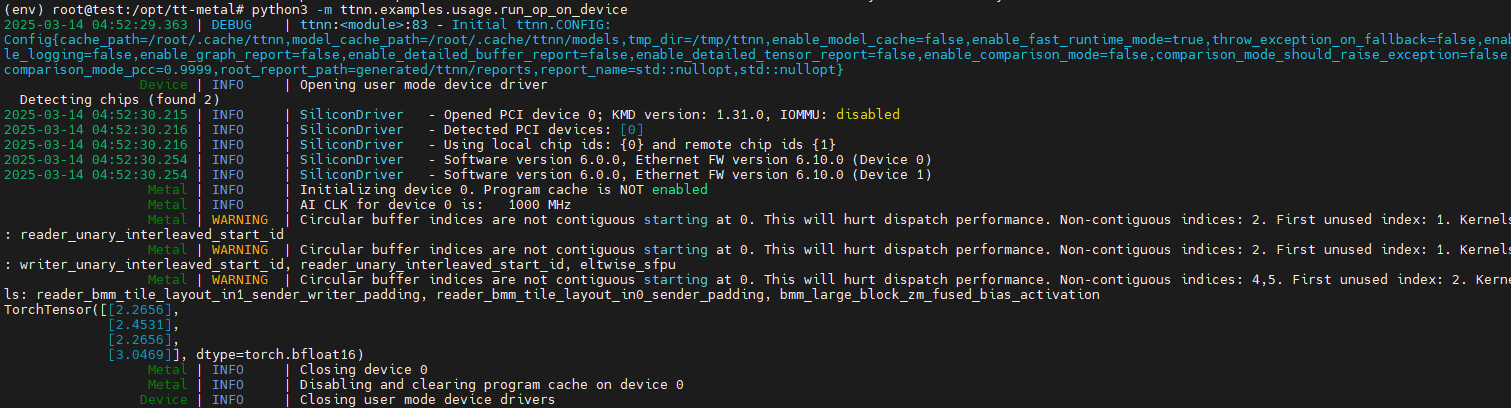 (env) root@test:/opt/tt-metal# python3 -m ttnn.examples.usage.run_op_on_device
2025-03-14 04:52:29.363 | DEBUG    | ttnn:<module>:83 - Initial ttnn.CONFIG:
Config{cache_path=/root/.cache/ttnn,model_cache_path=/root/.cache/ttnn/models,tmp_dir=/tmp/ttnn,enable_model_cache=false,enable_fast_runtime_mode=true,throw_exception_on_fallback=false,enab
le_logging=false,enable_graph_report=false,enable_detailed_buffer_report=false,enable_detailed_tensor_report=false,enable_comparison_mode=false,comparison_mode_should_raise_exception=false
comparison_mode_pcc=0.9999,root_report_path=generated/ttnn/reports,report_name=std::nullopt,std::nullopt}
Device | INFO     | Opening user mode device driver
Detecting chips (found 2)
2025-03-14 04:52:30.215 | INFO     | SiliconDriver   - Opened PCI device 0; KMD version: 1.31.0, IOMMU: disabled
2025-03-14 04:52:30.216 | INFO     | SiliconDriver   - Detected PCI devices: [0]
2025-03-14 04:52:30.216 | INFO     | SiliconDriver   - Using local chip ids: {0} and remote chip ids {1}
2025-03-14 04:52:30.254 | INFO     | SiliconDriver   - Software version 6.0.0, Ethernet FW version 6.10.0 (Device 0)
2025-03-14 04:52:30.254 | INFO     | SiliconDriver   - Software version 6.0.0, Ethernet FW version 6.10.0 (Device 1)
Metal | INFO     | Initializing device 0. Program cache is NOT enabled
Metal | INFO     | AI CLK for device 0 is:   1000 MHz
Metal | WARNING  | Circular buffer indices are not contiguous starting at 0. This will hurt dispatch performance. Non-contiguous indices: 2. First unused index: 1. Kernels
: reader_unary_interleaved_start_id
Metal | WARNING  | Circular buffer indices are not contiguous starting at 0. This will hurt dispatch performance. Non-contiguous indices: 2. First unused index: 1. Kernels
: writer_unary_interleaved_start_id, reader_unary_interleaved_start_id, eltwise_sfpu
Metal | WARNING  | Circular buffer indices are not contiguous starting at 0. This will hurt dispatch performance. Non-contiguous indices: 4,5. First unused index: 2. Kerne
ls: reader_bmm_tile_layout_in1_sender_writer_padding, reader_bmm_tile_layout_in0_sender_padding, bmm_large_block_zm_fused_bias_activation
TorchTensor([[2.2656],
[2.4531],
[2.2656],
[3.0469]], dtype=torch.bfloat16)
Metal | INFO     | Closing device 0
Metal | INFO     | Disabling and clearing program cache on device 0
Device | INFO     | Closing user mode device drivers